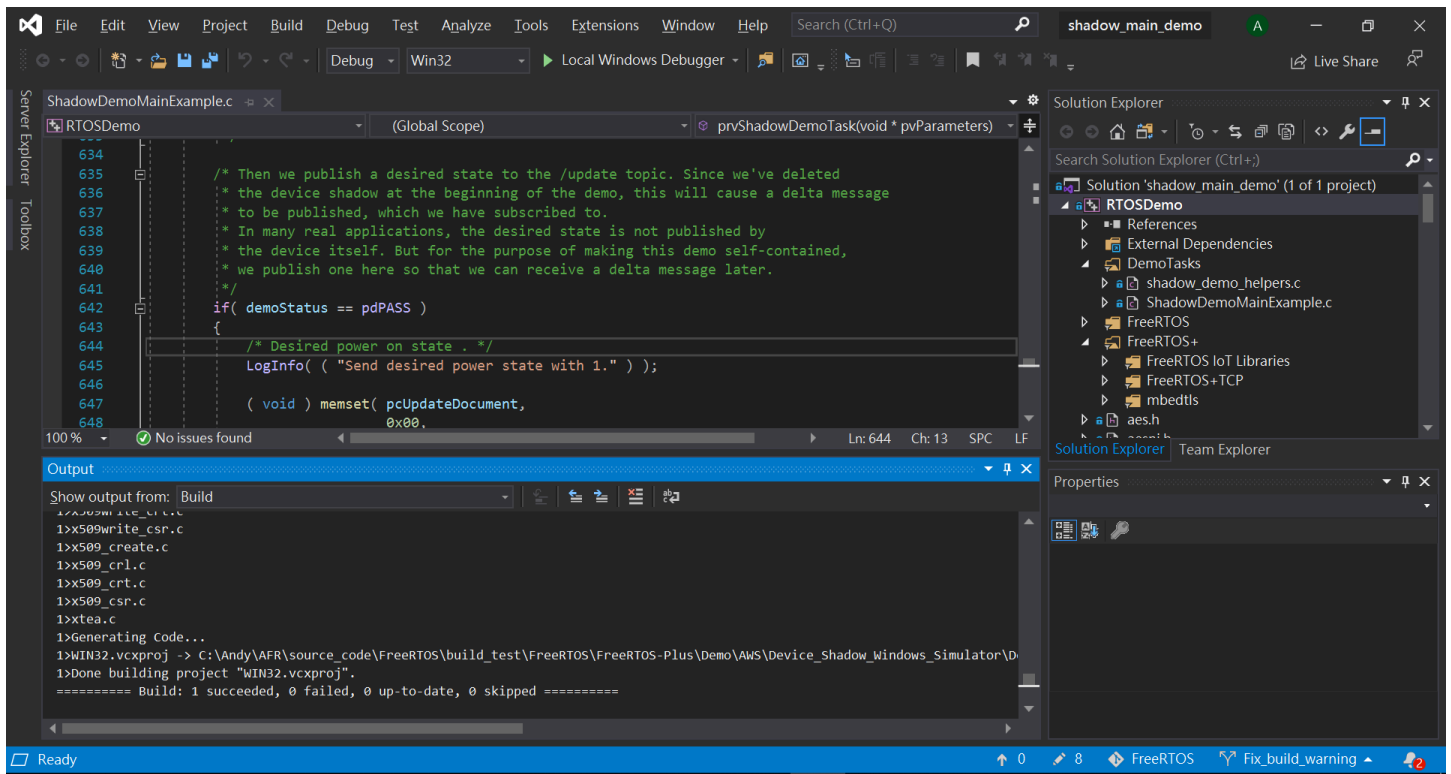 File Edit View Project Build Debug Test Analyze Tools Extensions Window Help Search (Ctrl+Q) shadow_main_demo A
Debug Win32 Local Windows Debugger Live Share
Server Explorer
Toolbox
ShadowDemoMainExample.c
RTOSDemo (Global Scope) prvShadowDemoTask(void * pvParameters)
634
635 /* Then we publish a desired state to the /update topic. Since we've deleted
636 * the device shadow at the beginning of the demo, this will cause a delta message
637 * to be published, which we have subscribed to.
638 * In many real applications, the desired state is not published by
639 * the device itself. But for the purpose of making this demo self-contained,
640 * we publish one here so that we can receive a delta message later.
641 */
642 if( demoStatus == pdPASS )
643 {
644 /* Desired power on state . */
645 LogInfo( ( "Send desired power state with 1." ) );
646
647 ( void ) memset( pcUpdateDocument,
648 0x00,
100 % No issues found Ln: 644 Ch: 13 SPC LF
Output
Show output from: Build
1>x509write_crt.c
1>x509write_csr.c
1>x509_create.c
1>x509_crl.c
1>x509_crt.c
1>x509_csr.c
1>xtea.c
1>Generating Code...
1>WIN32.vcxproj -> C:\Andy\AFR\source_code\FreeRTOS\build_test\FreeRTOS\FreeRTOS-Plus\Demo\AWS\Device_Shadow_Windows_Simulator\D
1>Done building project "WIN32.vcxproj".
========== Build: 1 succeeded, 0 failed, 0 up-to-date, 0 skipped ==========
Solution Explorer
Search Solution Explorer (Ctrl+;)
Solution 'shadow_main_demo' (1 of 1 project)
RTOSDemo
References
External Dependencies
DemoTasks
shadow_demo_helpers.c
ShadowDemoMainExample.c
FreeRTOS
FreeRTOS+
FreeRTOS IoT Libraries
FreeRTOS+TCP
mbedtls
aes.h
Solution Explorer Team Explorer
Properties
Ready 0 8 FreeRTOS Fix_build_warning 2